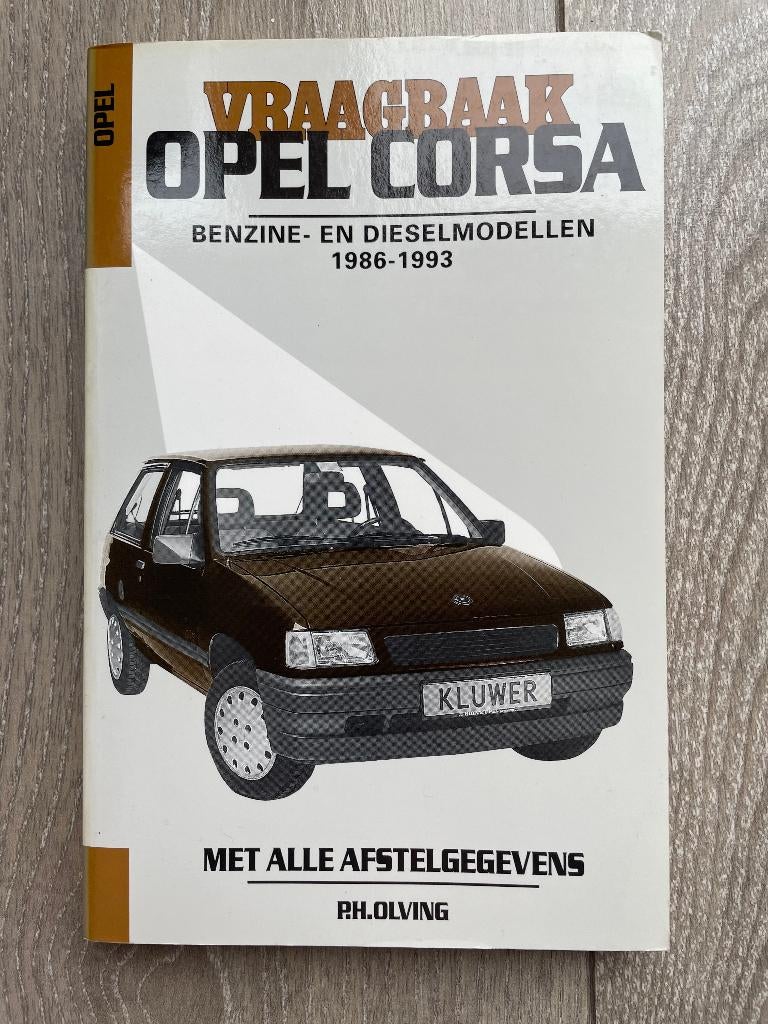 OPEL
VRAAGBAAK
OPEL CORSA
BENZINE- EN DIESELMODELLEN
1986-1993
KLUWER
MET ALLE AFSTELGEGEVENS
P.H.OLVING